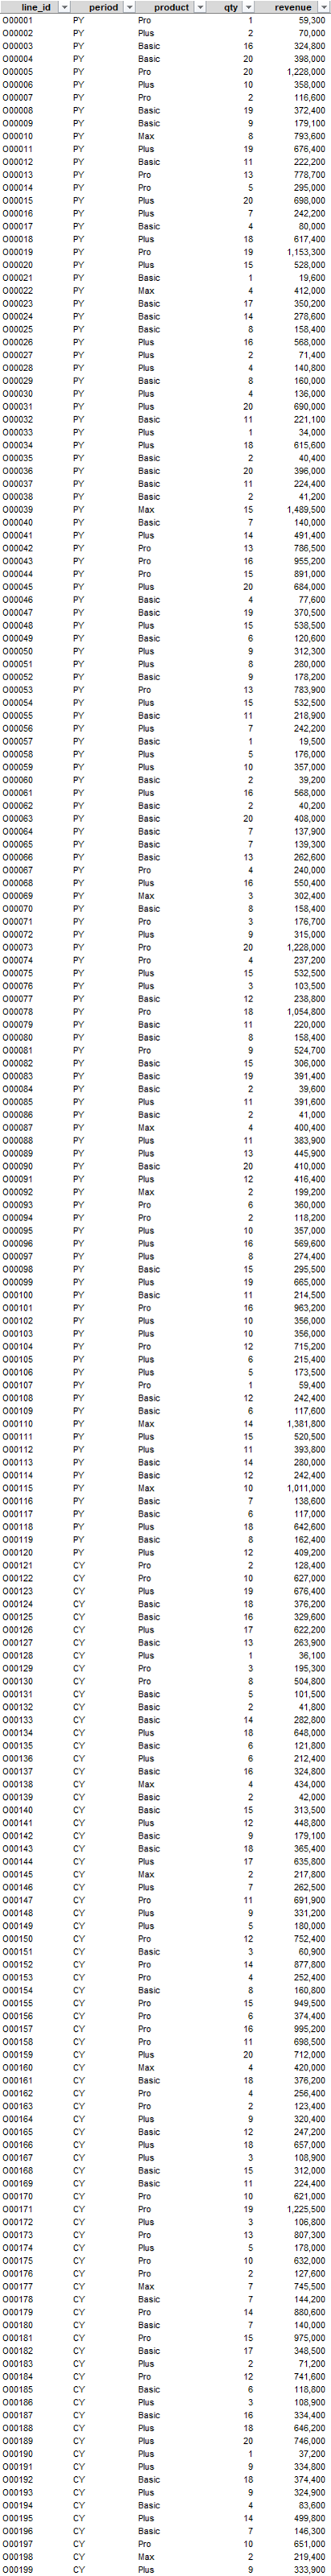 line_id period product qty revenue
O00001 PY Pro 1 59,300
O00002 PY Plus 2 70,000
O00003 PY Basic 16 324,800
O00004 PY Basic 20 398,000
O00005 PY Pro 20 1,228,000
O00006 PY Plus 10 358,000
O00007 PY Pro 2 116,600
O00008 PY Basic 19 372,400
O00009 PY Basic 9 179,100
O00010 PY Max 8 793,600
O00011 PY Plus 19 676,400
O00012 PY Basic 11 222,200
O00013 PY Pro 13 778,700
O00014 PY Pro 5 295,000
O00015 PY Plus 20 698,000
O00016 PY Plus 7 242,200
O00017 PY Basic 4 80,000
O00018 PY Plus 18 617,400
O00019 PY Pro 19 1,153,300
O00020 PY Plus 15 528,000
O00021 PY Basic 1 19,600
O00022 PY Max 4 412,000
O00023 PY Basic 17 350,200
O00024 PY Basic 14 278,600
O00025 PY Basic 8 158,400
O00026 PY Plus 16 568,000
O00027 PY Plus 2 71,400
O00028 PY Plus 4 140,800
O00029 PY Basic 8 160,000
O00030 PY Plus 4 136,000
O00031 PY Plus 20 690,000
O00032 PY Basic 11 221,100
O00033 PY Plus 1 34,000
O00034 PY Plus 18 615,600
O00035 PY Basic 2 40,400
O00036 PY Basic 20 396,000
O00037 PY Basic 11 224,400
O00038 PY Basic 2 41,200
O00039 PY Max 15 1,489,500
O00040 PY Basic 7 140,000
O00041 PY Plus 14 491,400
O00042 PY Pro 13 786,500
O00043 PY Pro 16 955,200
O00044 PY Pro 15 891,000
O00045 PY Plus 20 684,000
O00046 PY Basic 4 77,600
O00047 PY Basic 19 370,500
O00048 PY Plus 15 538,500
O00049 PY Basic 6 120,600
O00050 PY Plus 9 312,300
O00051 PY Plus 8 280,000
O00052 PY Basic 9 178,200
O00053 PY Pro 13 783,900
O00054 PY Plus 15 532,500
O00055 PY Basic 11 218,900
O00056 PY Plus 7 242,200
O00057 PY Basic 1 19,500
O00058 PY Plus 5 176,000
O00059 PY Plus 10 357,000
O00060 PY Basic 2 39,200
O00061 PY Plus 16 568,000
O00062 PY Basic 2 40,200
O00063 PY Basic 20 408,000
O00064 PY Basic 7 137,900
O00065 PY Basic 7 139,300
O00066 PY Basic 13 262,600
O00067 PY Pro 4 240,000
O00068 PY Plus 16 550,400
O00069 PY Max 3 302,400
O00070 PY Basic 8 158,400
O00071 PY Pro 3 176,700
O00072 PY Plus 9 315,000
O00073 PY Pro 20 1,228,000
O00074 PY Pro 4 237,200
O00075 PY Plus 15 532,500
O00076 PY Plus 3 103,500
O00077 PY Basic 12 238,800
O00078 PY Pro 18 1,054,800
O00079 PY Basic 11 220,000
O00080 PY Basic 8 158,400
O00081 PY Pro 9 524,700
O00082 PY Basic 15 306,000
O00083 PY Basic 19 391,400
O00084 PY Basic 2 39,600
O00085 PY Plus 11 391,600
O00086 PY Basic 2 41,000
O00087 PY Max 4 400,400
O00088 PY Plus 11 383,900
O00089 PY Plus 13 445,900
O00090 PY Basic 20 410,000
O00091 PY Plus 12 416,400
O00092 PY Max 2 199,200
O00093 PY Pro 6 360,000
O00094 PY Pro 2 118,200
O00095 PY Plus 10 357,000
O00096 PY Plus 16 569,600
O00097 PY Plus 8 274,400
O00098 PY Basic 15 295,500
O00099 PY Plus 19 665,000
O00100 PY Basic 11 214,500
O00101 PY Pro 16 963,200
O00102 PY Plus 10 356,000
O00103 PY Plus 10 356,000
O00104 PY Pro 12 715,200
O00105 PY Plus 6 215,400
O00106 PY Plus 5 173,500
O00107 PY Pro 1 59,400
O00108 PY Basic 12 242,400
O00109 PY Basic 6 117,600
O00110 PY Max 14 1,381,800
O00111 PY Plus 15 520,500
O00112 PY Plus 11 393,800
O00113 PY Basic 14 280,000
O00114 PY Basic 12 242,400
O00115 PY Max 10 1,011,000
O00116 PY Basic 7 138,600
O00117 PY Basic 6 117,000
O00118 PY Plus 18 642,600
O00119 PY Basic 8 162,400
O00120 PY Plus 12 409,200
O00121 CY Pro 2 128,400
O00122 CY Pro 10 627,000
O00123 CY Plus 19 676,400
O00124 CY Basic 18 376,200
O00125 CY Basic 16 329,600
O00126 CY Plus 17 622,200
O00127 CY Basic 13 263,900
O00128 CY Plus 1 36,100
O00129 CY Pro 3 195,300
O00130 CY Pro 8 504,800
O00131 CY Basic 5 101,500
O00132 CY Basic 2 41,800
O00133 CY Basic 14 282,800
O00134 CY Plus 18 648,000
O00135 CY Basic 6 121,800
O00136 CY Plus 6 212,400
O00137 CY Basic 16 324,800
O00138 CY Max 4 434,000
O00139 CY Basic 2 42,000
O00140 CY Basic 15 313,500
O00141 CY Plus 12 448,800
O00142 CY Basic 9 179,100
O00143 CY Basic 18 365,400
O00144 CY Plus 17 635,800
O00145 CY Max 2 217,800
O00146 CY Plus 7 262,500
O00147 CY Pro 11 691,900
O00148 CY Plus 9 331,200
O00149 CY Plus 5 180,000
O00150 CY Pro 12 752,400
O00151 CY Basic 3 60,900
O00152 CY Pro 14 877,800
O00153 CY Pro 4 252,400
O00154 CY Basic 8 160,800
O00155 CY Pro 15 949,500
O00156 CY Pro 6 374,400
O00157 CY Pro 16 995,200
O00158 CY Pro 11 698,500
O00159 CY Plus 20 712,000
O00160 CY Max 4 420,000
O00161 CY Basic 18 376,200
O00162 CY Pro 4 256,400
O00163 CY Pro 2 123,400
O00164 CY Plus 9 320,400
O00165 CY Basic 12 247,200
O00166 CY Plus 18 657,000
O00167 CY Plus 3 108,900
O00168 CY Basic 15 312,000
O00169 CY Basic 11 224,400
O00170 CY Pro 10 621,000
O00171 CY Pro 19 1,225,500
O00172 CY Plus 3 106,800
O00173 CY Pro 13 807,300
O00174 CY Plus 5 178,000
O00175 CY Pro 10 632,000
O00176 CY Pro 2 127,600
O00177 CY Max 7 745,500
O00178 CY Basic 7 144,200
O00179 CY Pro 14 880,600
O00180 CY Basic 7 140,000
O00181 CY Pro 15 975,000
O00182 CY Basic 17 348,500
O00183 CY Plus 2 71,200
O00184 CY Pro 12 741,600
O00185 CY Basic 6 118,800
O00186 CY Plus 3 108,900
O00187 CY Basic 16 334,400
O00188 CY Plus 18 646,200
O00189 CY Plus 20 746,000
O00190 CY Plus 1 37,200
O00191 CY Plus 9 334,800
O00192 CY Basic 18 374,400
O00193 CY Plus 9 324,900
O00194 CY Basic 4 83,600
O00195 CY Plus 14 499,800
O00196 CY Basic 7 146,300
O00197 CY Pro 10 651,000
O00198 CY Max 2 219,400
O00199 CY Plus 9 333,900